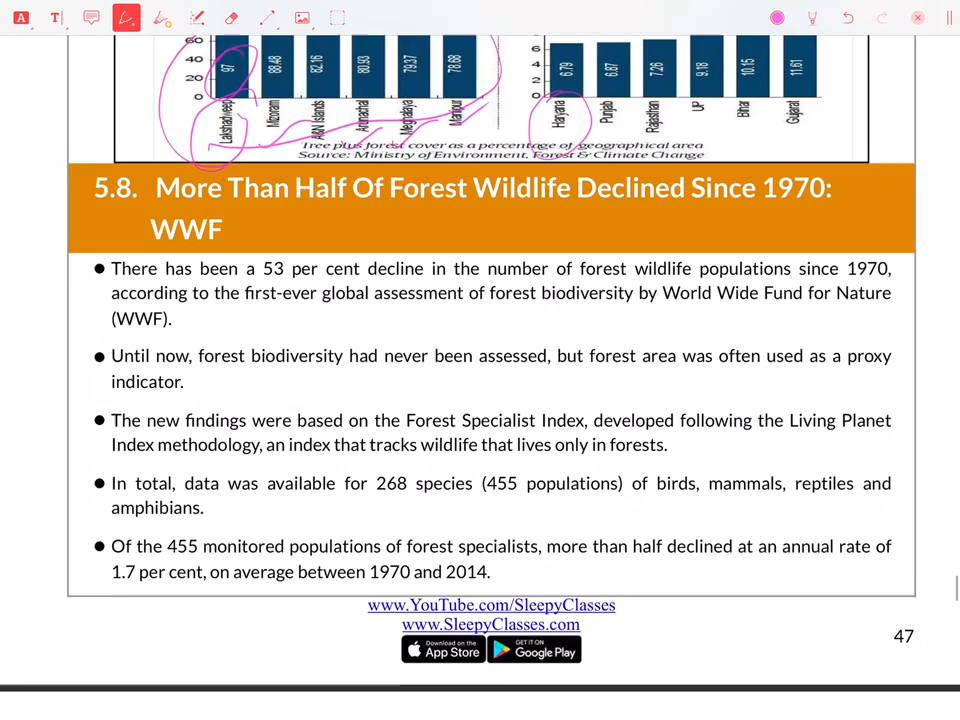 A T
60
40
20
0
97
88.48
82.16
80.93
79.37
78.68
Lakshadweep
Mizoram
A&N Islands
Arunachal
Meghalaya
Manipur
6
4
2
0
6.79
6.87
7.26
9.18
10.15
11.61
Haryana
Punjab
Rajasthan
UP
Bihar
Gujarat
Tree plus forest cover as a percentage of geographical area
Source: Ministry of Environment, Forest & Climate Change
5.8. More Than Half Of Forest Wildlife Declined Since 1970:
WWF
● There has been a 53 per cent decline in the number of forest wildlife populations since 1970,
according to the first-ever global assessment of forest biodiversity by World Wide Fund for Nature
(WWF).
● Until now, forest biodiversity had never been assessed, but forest area was often used as a proxy
indicator.
● The new findings were based on the Forest Specialist Index, developed following the Living Planet
Index methodology, an index that tracks wildlife that lives only in forests.
● In total, data was available for 268 species (455 populations) of birds, mammals, reptiles and
amphibians.
● Of the 455 monitored populations of forest specialists, more than half declined at an annual rate of
1.7 per cent, on average between 1970 and 2014.
www.YouTube.com/SleepyClasses
www.SleepyClasses.com
Download on the App Store
GET IT ON Google Play
47